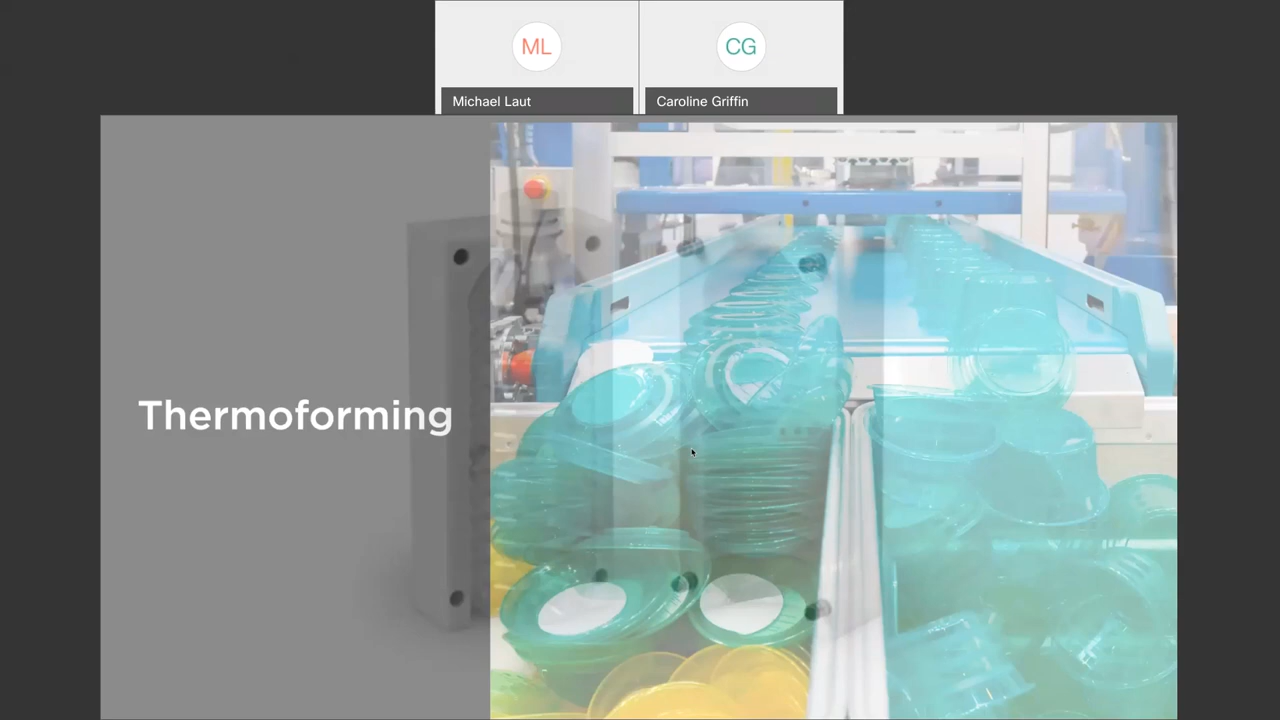 ML
CG
Michael Laut
Caroline Griffin
Thermoforming